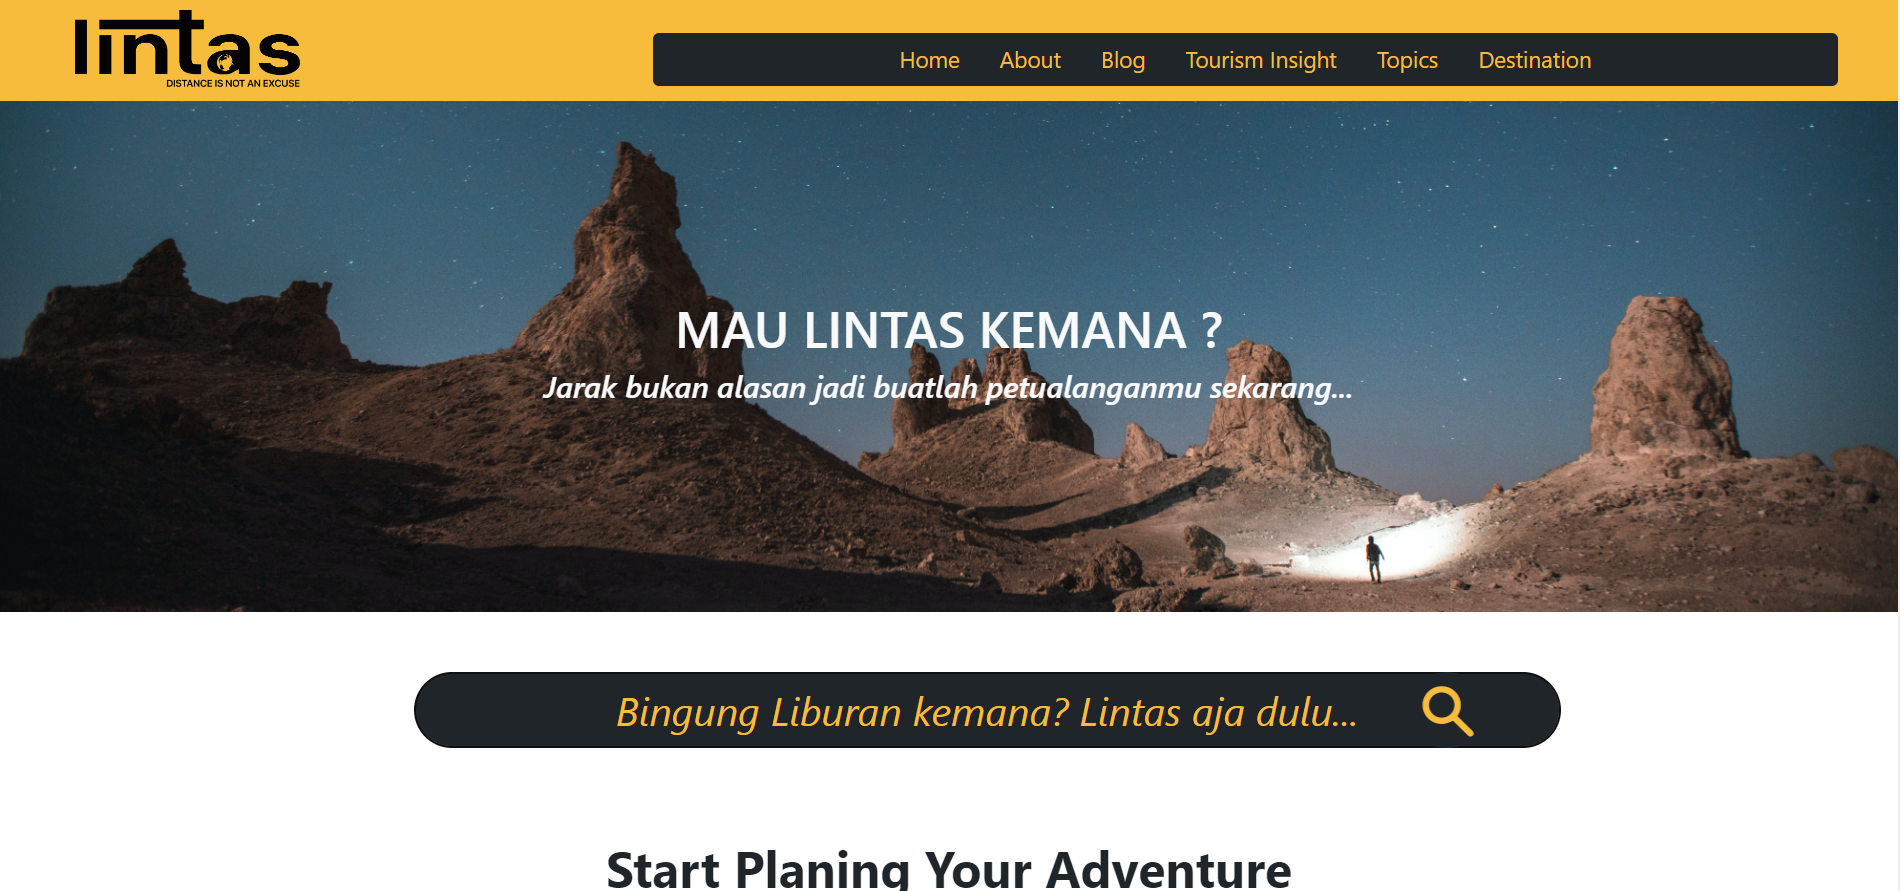 lintas
DISTANCE IS NOT AN EXCUSE
Home About Blog Tourism Insight Topics Destination
MAU LINTAS KEMANA ?
Jarak bukan alasan jadi buatlah petualanganmu sekarang...
Bingung Liburan kemana? Lintas aja dulu...
Start Planing Your Adventure